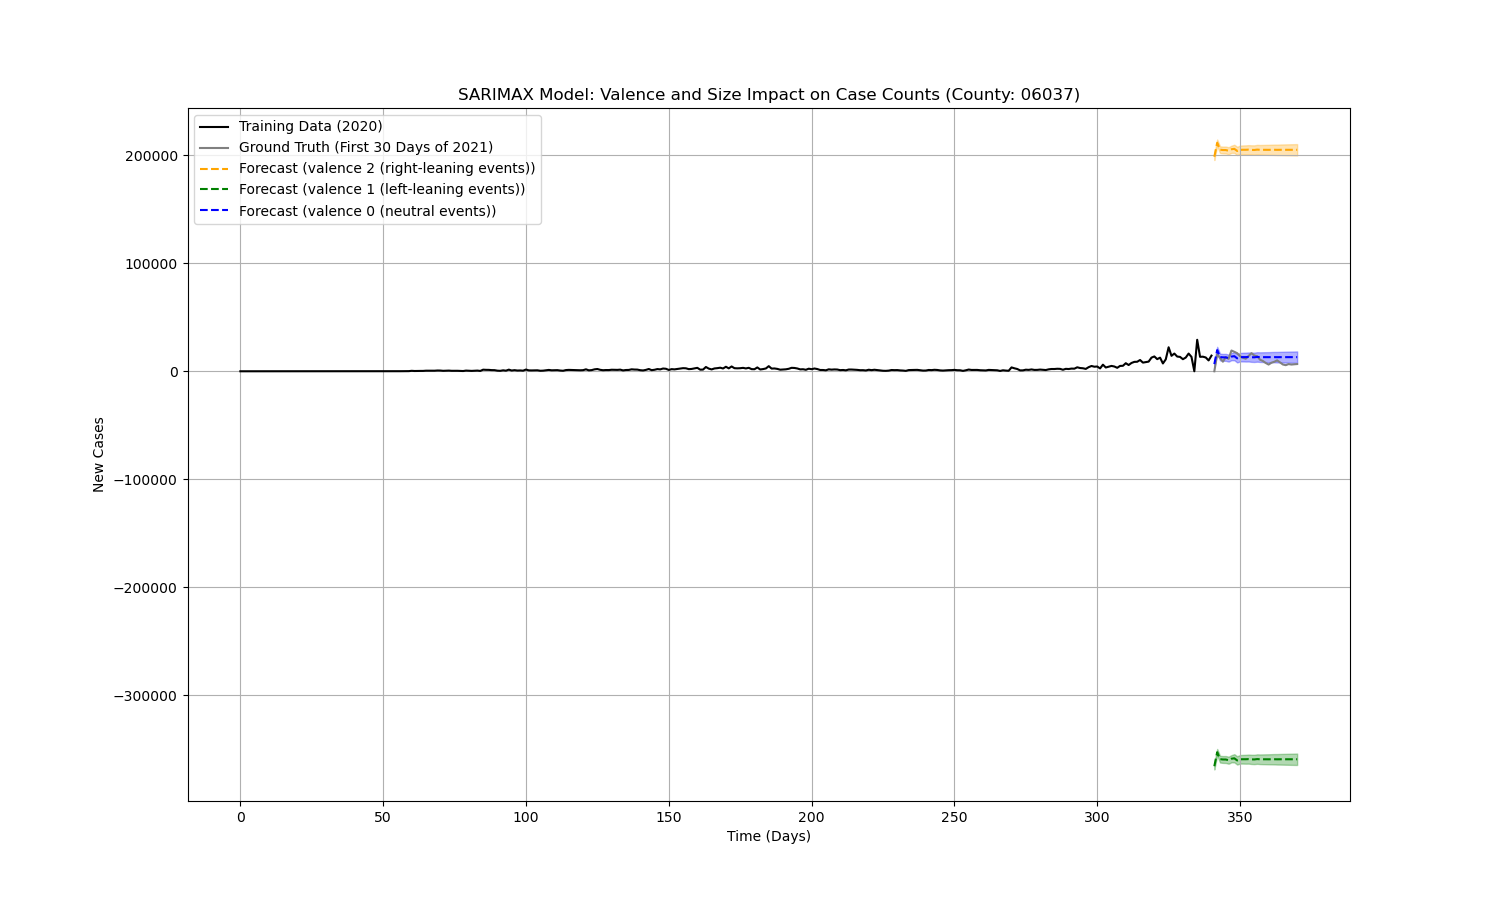 SARIMAX Model: Valence and Size Impact on Case Counts (County: 06037)
Training Data (2020)
Ground Truth (First 30 Days of 2021)
Forecast (valence 2 (right-leaning events))
Forecast (valence 1 (left-leaning events))
Forecast (valence 0 (neutral events))
200000
100000
0
−100000
−200000
−300000
New Cases
0 50 100 150 200 250 300 350
Time (Days)